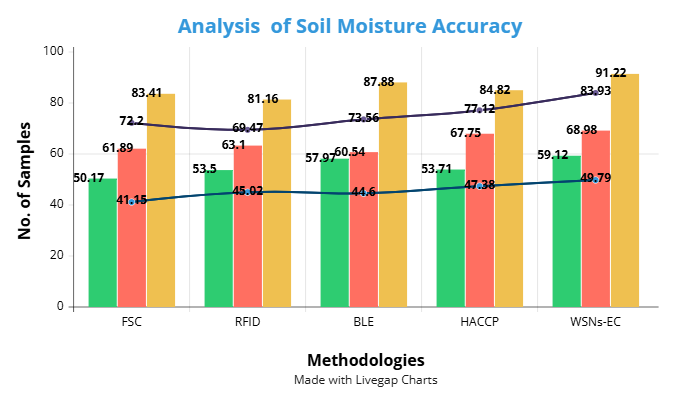 Analysis of Soil Moisture Accuracy
No. of Samples
100
80
60
40
20
0
50.17 61.89 83.41 72.2 41.15
53.5 63.1 81.16 69.47 45.02
57.97 60.54 87.88 73.56 44.6
53.71 67.75 84.82 77.12 47.38
59.12 68.98 91.22 83.93 49.79
FSC RFID BLE HACCP WSNs-EC
Methodologies
Made with Livegap Charts